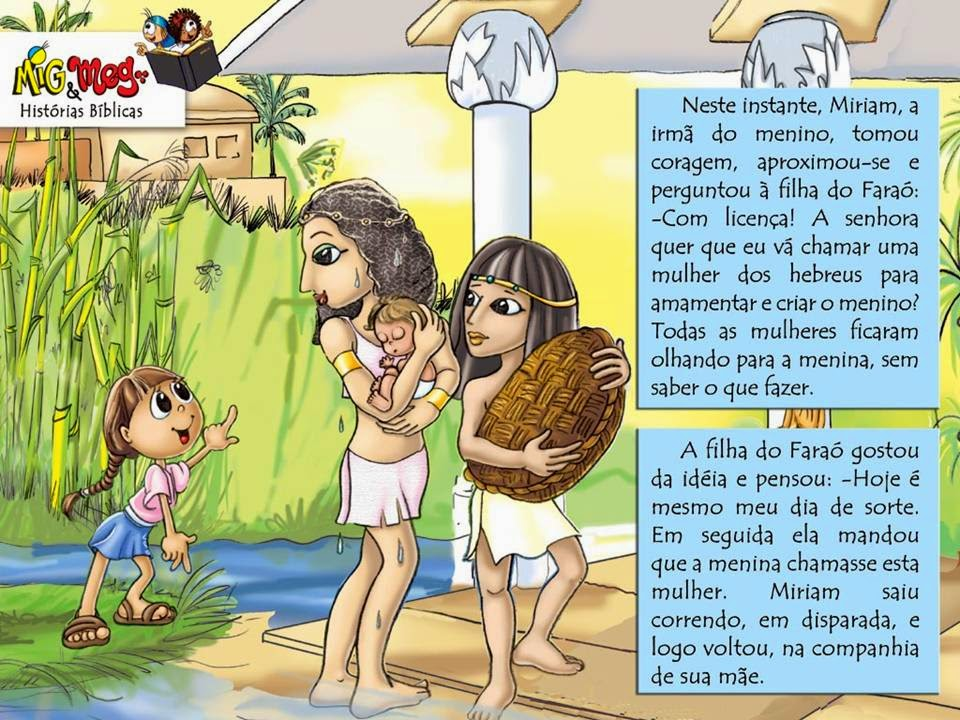 MIG & Meg..
Histórias Bíblicas
Neste instante, Miriam, a
irmã do menino, tomou
coragem, aproximou-se e
perguntou à filha do Faraó:
-Com licença! A senhora
quer que eu vá chamar uma
mulher dos hebreus para
amamentar e criar o menino?
Todas as mulheres ficaram
olhando para a menina, sem
saber o que fazer.
A filha do Faraó gostou
da idéia e pensou: -Hoje é
mesmo meu dia de sorte.
Em seguida ela mandou
que a menina chamasse esta
mulher. Miriam saiu
correndo, em disparada, e
logo voltou, na companhia
de sua mãe.